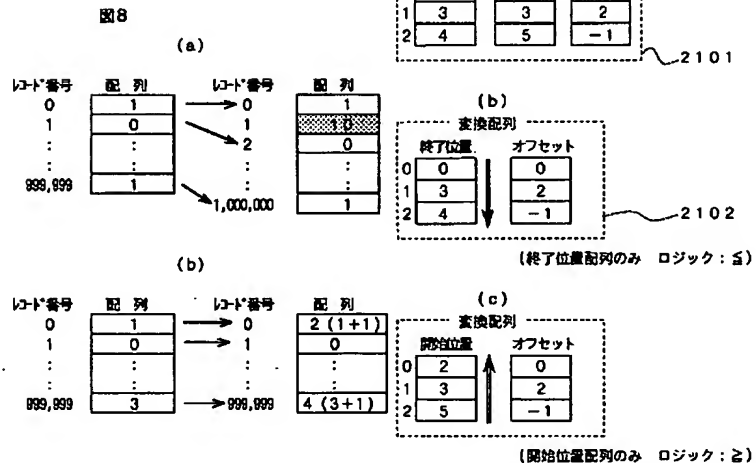 図8
(a)
レコード番号 配列 レコード番号 配列
0 1 0 1
1 0 1 10
: : 2 0
: : : :
999,999 1 1,000,000 1
(b)
レコード番号 配列 レコード番号 配列
0 1 0 2 (1+1)
1 0 1 0
: : : :
: : : :
999,999 3 999,999 4 (3+1)
1 3 3 2
2 4 5 -1
2101
(b)
変換配列
終了位置 オフセット
0 0 0
1 3 2
2 4 -1
2102
(終了位置配列のみ ロジック:≦)
(c)
変換配列
開始位置 オフセット
0 2 0
1 3 2
2 5 -1
(開始位置配列のみ ロジック:≧)